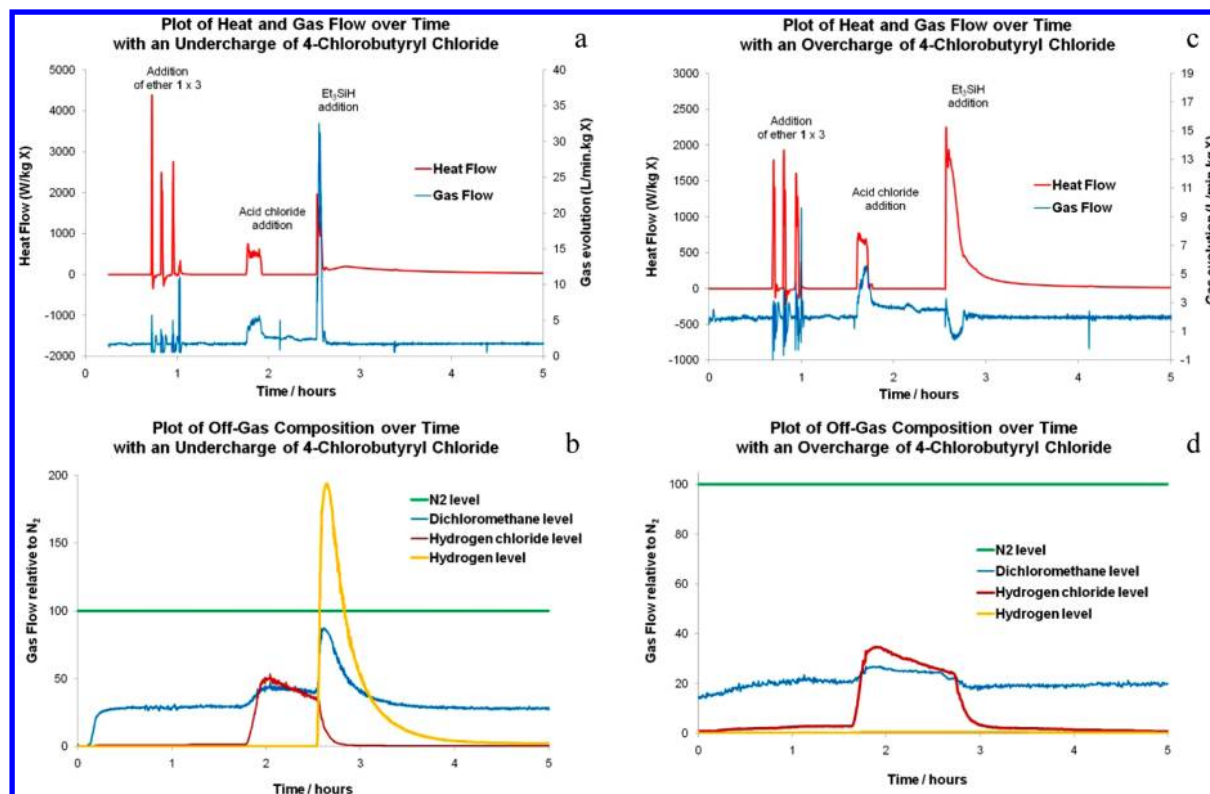 Plot of Heat and Gas Flow over Time
with an Undercharge of 4-Chlorobutyryl Chloride
a
Addition
of ether 1 x 3
Et₃SiH
addition
Acid chloride
addition
Heat Flow
Gas Flow
Heat Flow (W/kg X)
5000
4000
3000
2000
1000
0
-1000
-2000
Gas evolution (L/min.kg X)
40
35
30
25
20
15
10
5
0
0 1 2 3 4 5
Time / hours
Plot of Heat and Gas Flow over Time
with an Overcharge of 4-Chlorobutyryl Chloride
c
Addition
of ether 1 x 3
Et₃SiH
addition
Acid chloride
addition
Heat Flow
Gas Flow
Heat Flow (W/kg X)
3000
2500
2000
1500
1000
500
0
-500
-1000
Gas evolution (L/min.kg X)
19
17
15
13
11
9
7
5
3
1
-1
0 1 2 3 4 5
Time / hours
Plot of Off-Gas Composition over Time
with an Undercharge of 4-Chlorobutyryl Chloride
b
N2 level
Dichloromethane level
Hydrogen chloride level
Hydrogen level
Gas Flow relative to N₂
200
150
100
50
0
0 1 2 3 4 5
Time / hours
Plot of Off-Gas Composition over Time
with an Overcharge of 4-Chlorobutyryl Chloride
d
N2 level
Dichloromethane level
Hydrogen chloride level
Hydrogen level
Gas Flow relative to N₂
100
80
60
40
20
0
0 1 2 3 4 5
Time / hours